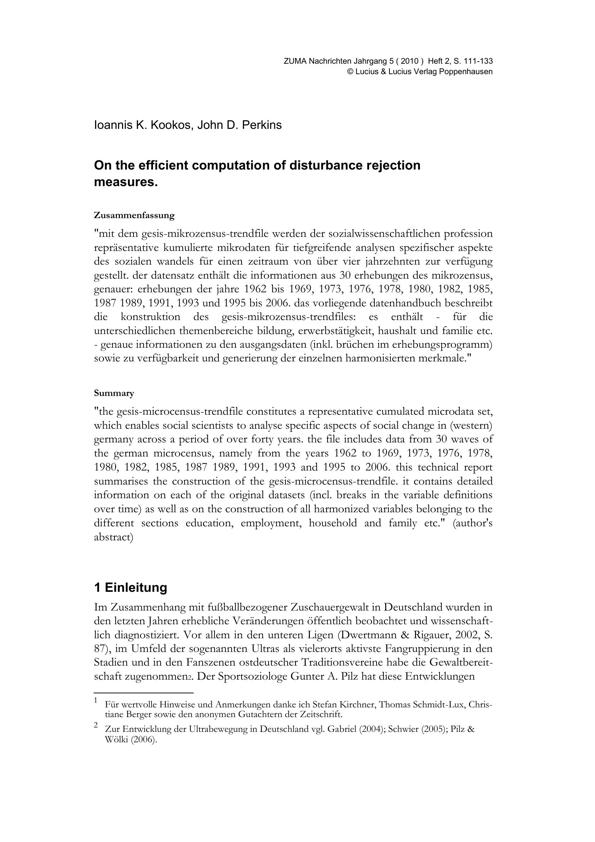 ZUMA Nachrichten Jahrgang 5 ( 2010 ) Heft 2, S. 111-133
© Lucius & Lucius Verlag Poppenhausen
Ioannis K. Kookos, John D. Perkins
On the efficient computation of disturbance rejection
measures.
Zusammenfassung
"mit dem gesis-mikrozensus-trendfile werden der sozialwissenschaftlichen profession
repräsentative kumulierte mikrodaten für tiefgreifende analysen spezifischer aspekte
des sozialen wandels für einen zeitraum von über vier jahrzehnten zur verfügung
gestellt. der datensatz enthält die informationen aus 30 erhebungen des mikrozensus,
genauer: erhebungen der jahre 1962 bis 1969, 1973, 1976, 1978, 1980, 1982, 1985,
1987 1989, 1991, 1993 und 1995 bis 2006. das vorliegende datenhandbuch beschreibt
die konstruktion des gesis-mikrozensus-trendfiles: es enthält - für die
unterschiedlichen themenbereiche bildung, erwerbstätigkeit, haushalt und familie etc.
- genaue informationen zu den ausgangsdaten (inkl. brüchen im erhebungsprogramm)
sowie zu verfügbarkeit und generierung der einzelnen harmonisierten merkmale."
Summary
"the gesis-microcensus-trendfile constitutes a representative cumulated microdata set,
which enables social scientists to analyse specific aspects of social change in (western)
germany across a period of over forty years. the file includes data from 30 waves of
the german microcensus, namely from the years 1962 to 1969, 1973, 1976, 1978,
1980, 1982, 1985, 1987 1989, 1991, 1993 and 1995 to 2006. this technical report
summarises the construction of the gesis-microcensus-trendfile. it contains detailed
information on each of the original datasets (incl. breaks in the variable definitions
over time) as well as on the construction of all harmonized variables belonging to the
different sections education, employment, household and family etc." (author's
abstract)
1 Einleitung
Im Zusammenhang mit fußballbezogener Zuschauergewalt in Deutschland wurden in
den letzten Jahren erhebliche Veränderungen öffentlich beobachtet und wissenschaft-
lich diagnostiziert. Vor allem in den unteren Ligen (Dwertmann & Rigauer, 2002, S.
87), im Umfeld der sogenannten Ultras als vielerorts aktivste Fangruppierung in den
Stadien und in den Fanszenen ostdeutscher Traditionsvereine habe die Gewaltbereit-
schaft zugenommen2. Der Sportsoziologe Gunter A. Pilz hat diese Entwicklungen
1 Für wertvolle Hinweise und Anmerkungen danke ich Stefan Kirchner, Thomas Schmidt-Lux, Chris-
tiane Berger sowie den anonymen Gutachtern der Zeitschrift.
2 Zur Entwicklung der Ultrabewegung in Deutschland vgl. Gabriel (2004); Schwier (2005); Pilz &
Wölki (2006).